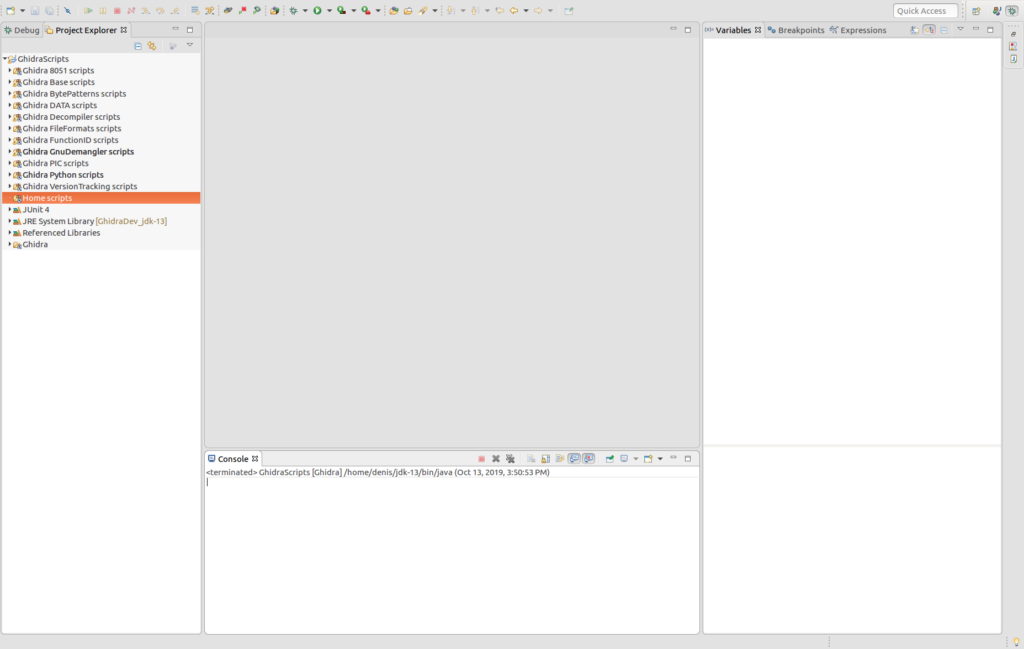 Quick Access
Debug Project Explorer
Variables Breakpoints Expressions
GhidraScripts
Ghidra 8051 scripts
Ghidra Base scripts
Ghidra BytePatterns scripts
Ghidra DATA scripts
Ghidra Decompiler scripts
Ghidra FileFormats scripts
Ghidra FunctionID scripts
Ghidra GnuDemangler scripts
Ghidra PIC scripts
Ghidra Python scripts
Ghidra VersionTracking scripts
Home scripts
JUnit 4
JRE System Library [GhidraDev_jdk-13]
Referenced Libraries
Ghidra
Console
<terminated> GhidraScripts [Ghidra] /home/denis/jdk-13/bin/java (Oct 13, 2019, 3:50:53 PM)